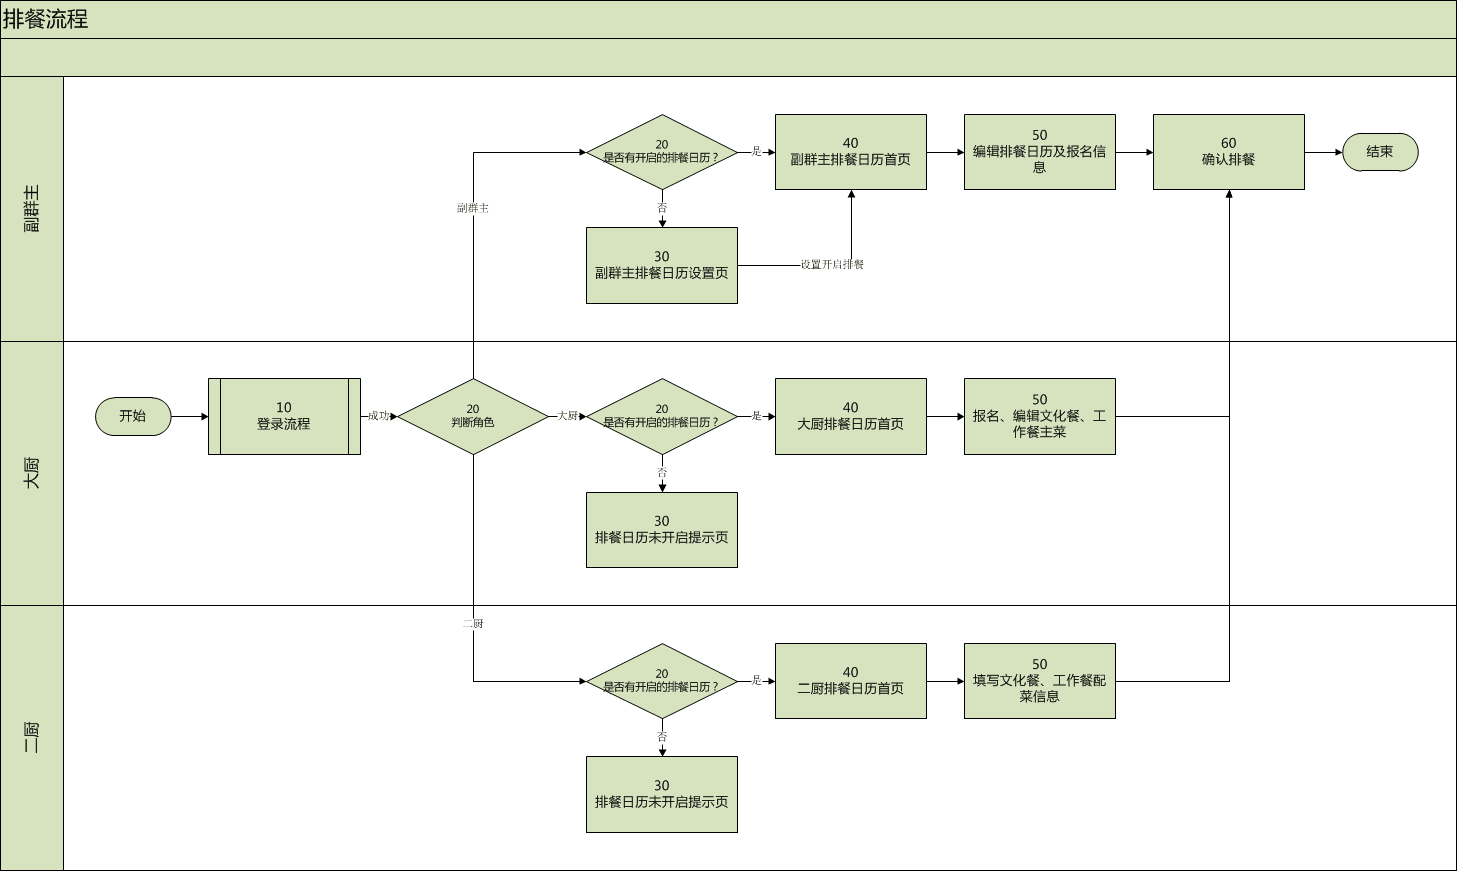 排餐流程
副群主
20
是否有开启的排餐日历？
是
40
副群主排餐日历首页
50
编辑排餐日历及报名信
息
60
确认排餐
结束
副群主
否
30
副群主排餐日历设置页
设置开启排餐
大厨
开始
10
登录流程
成功
20
判断角色
大厨
20
是否有开启的排餐日历？
是
40
大厨排餐日历首页
50
报名、编辑文化餐、工
作餐主菜
否
30
排餐日历未开启提示页
二厨
二厨
20
是否有开启的排餐日历？
是
40
二厨排餐日历首页
50
填写文化餐、工作餐配
菜信息
否
30
排餐日历未开启提示页